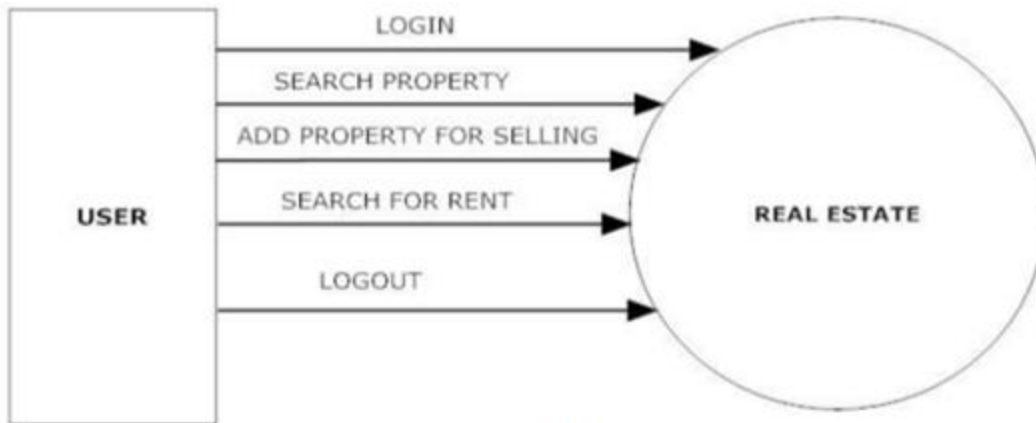 LOGIN
SEARCH PROPERTY
ADD PROPERTY FOR SELLING
SEARCH FOR RENT
USER
REAL ESTATE
LOGOUT